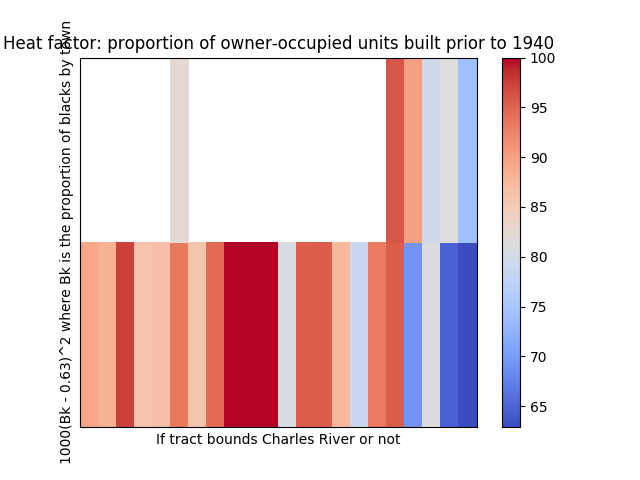 Heat factor: proportion of owner-occupied units built prior to 1940
1000(Bk - 0.63)^2 where Bk is the proportion of blacks by town
If tract bounds Charles River or not
100
95
90
85
80
75
70
65